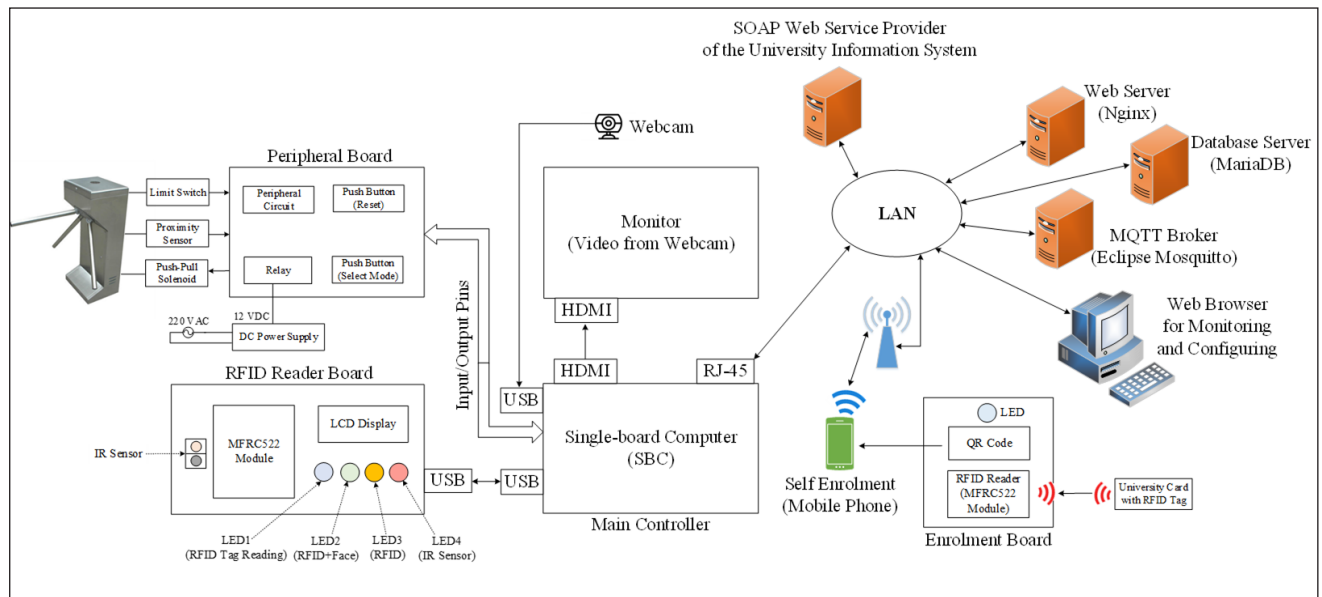 SOAP Web Service Provider
of the University Information System
Web Server
(Nginx)
Database Server
(MariaDB)
MQTT Broker
(Eclipse Mosquitto)
Web Browser
for Monitoring
and Configuring
LAN
Webcam
Peripheral Board
Limit Switch
Proximity
Sensor
Push-Pull
Solenoid
Peripheral
Circuit
Push Button
(Reset)
Relay
Push Button
(Select Mode)
220 VAC
12 VDC
DC Power Supply
Monitor
(Video from Webcam)
HDMI
HDMI
RJ-45
USB
Input/Output Pins
Single-board Computer
(SBC)
Main Controller
RFID Reader Board
IR Sensor
MFRC522
Module
LCD Display
USB
USB
LED1
(RFID Tag Reading)
LED2
(RFID+Face)
LED3
(RFID)
LED4
(IR Sensor)
Self Enrolment
(Mobile Phone)
LED
QR Code
RFID Reader
(MFRC522
Module)
Enrolment Board
University Card
with RFID Tag